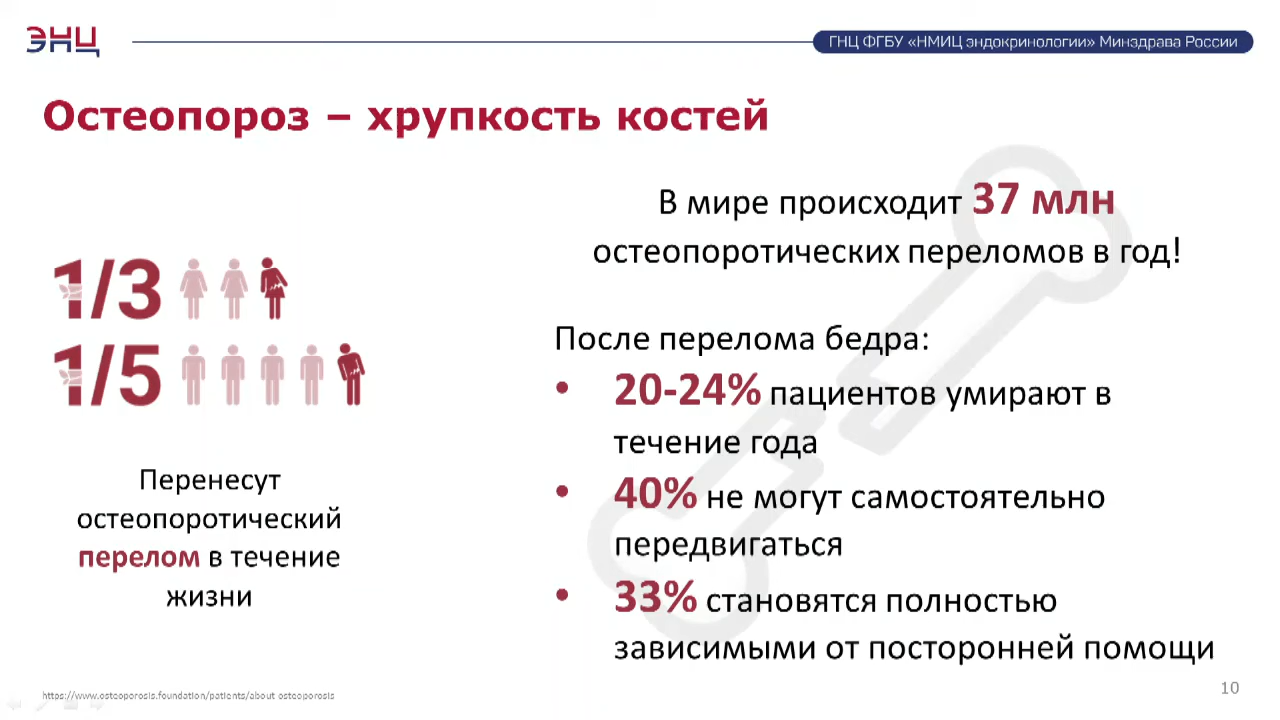 ЭНЦ
ГНЦ ФГБУ «НМИЦ эндокринологии» Минздрава России
Остеопороз – хрупкость костей
1/3
1/5
Перенесут
остеопоротический
перелом в течение
жизни
В мире происходит 37 млн
остеопоротических переломов в год!
После перелома бедра:
• 20-24% пациентов умирают в
течение года
• 40% не могут самостоятельно
передвигаться
• 33% становятся полностью
зависимыми от посторонней помощи
https://www.osteoporosis.foundation/patients/about-osteoporosis
10